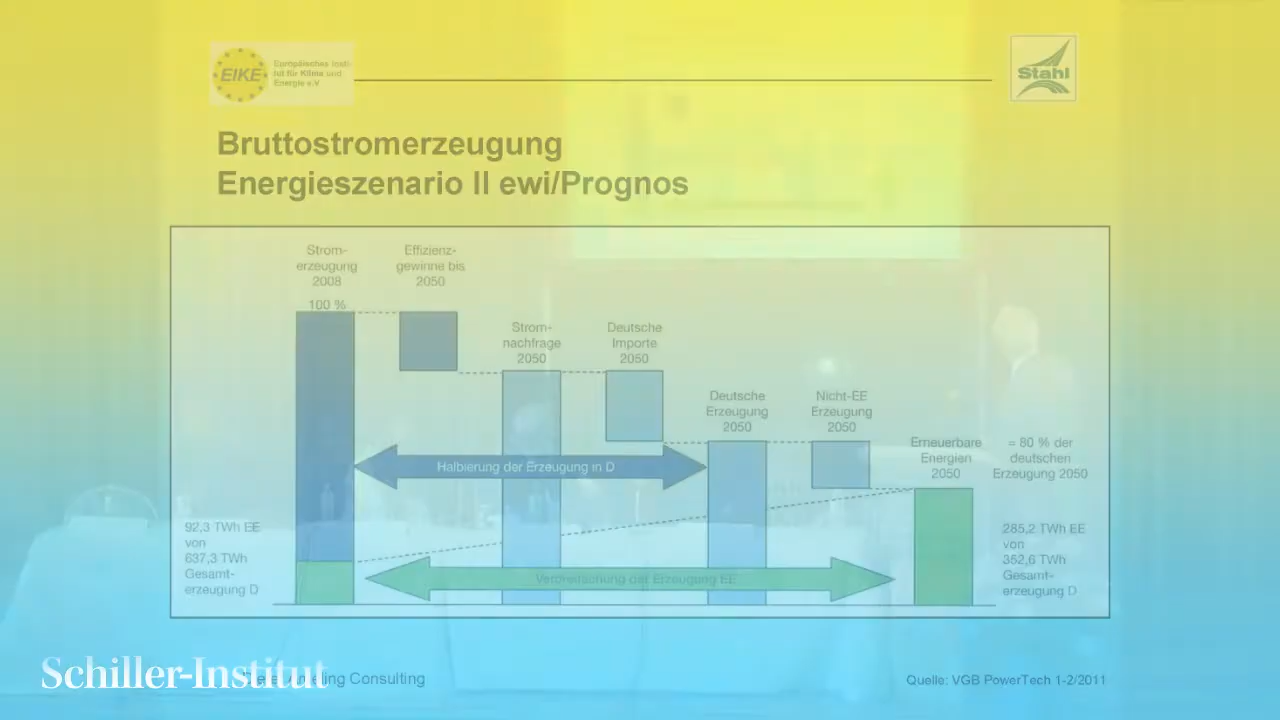 EIKE
Europäisches Insti-
tut für Klima und
Energie e.V
Stahl
Bruttostromerzeugung
Energieszenario II ewi/Prognos
Strom-
erzeugung
2008
100 %
Effizienz-
gewinne bis
2050
Strom-
nachfrage
2050
Deutsche
Importe
2050
Deutsche
Erzeugung
2050
Nicht-EE
Erzeugung
2050
Erneuerbare
Energien
2050
= 80 % der
deutschen
Erzeugung 2050
Halbierung der Erzeugung in D
92,3 TWh EE
von
637,3 TWh
Gesamt-
erzeugung D
Verdreifachung der Erzeugung EE
285,2 TWh EE
von
352,6 TWh
Gesamt-
erzeugung D
Schiller-Institut
Consulting
Quelle: VGB PowerTech 1-2/2011